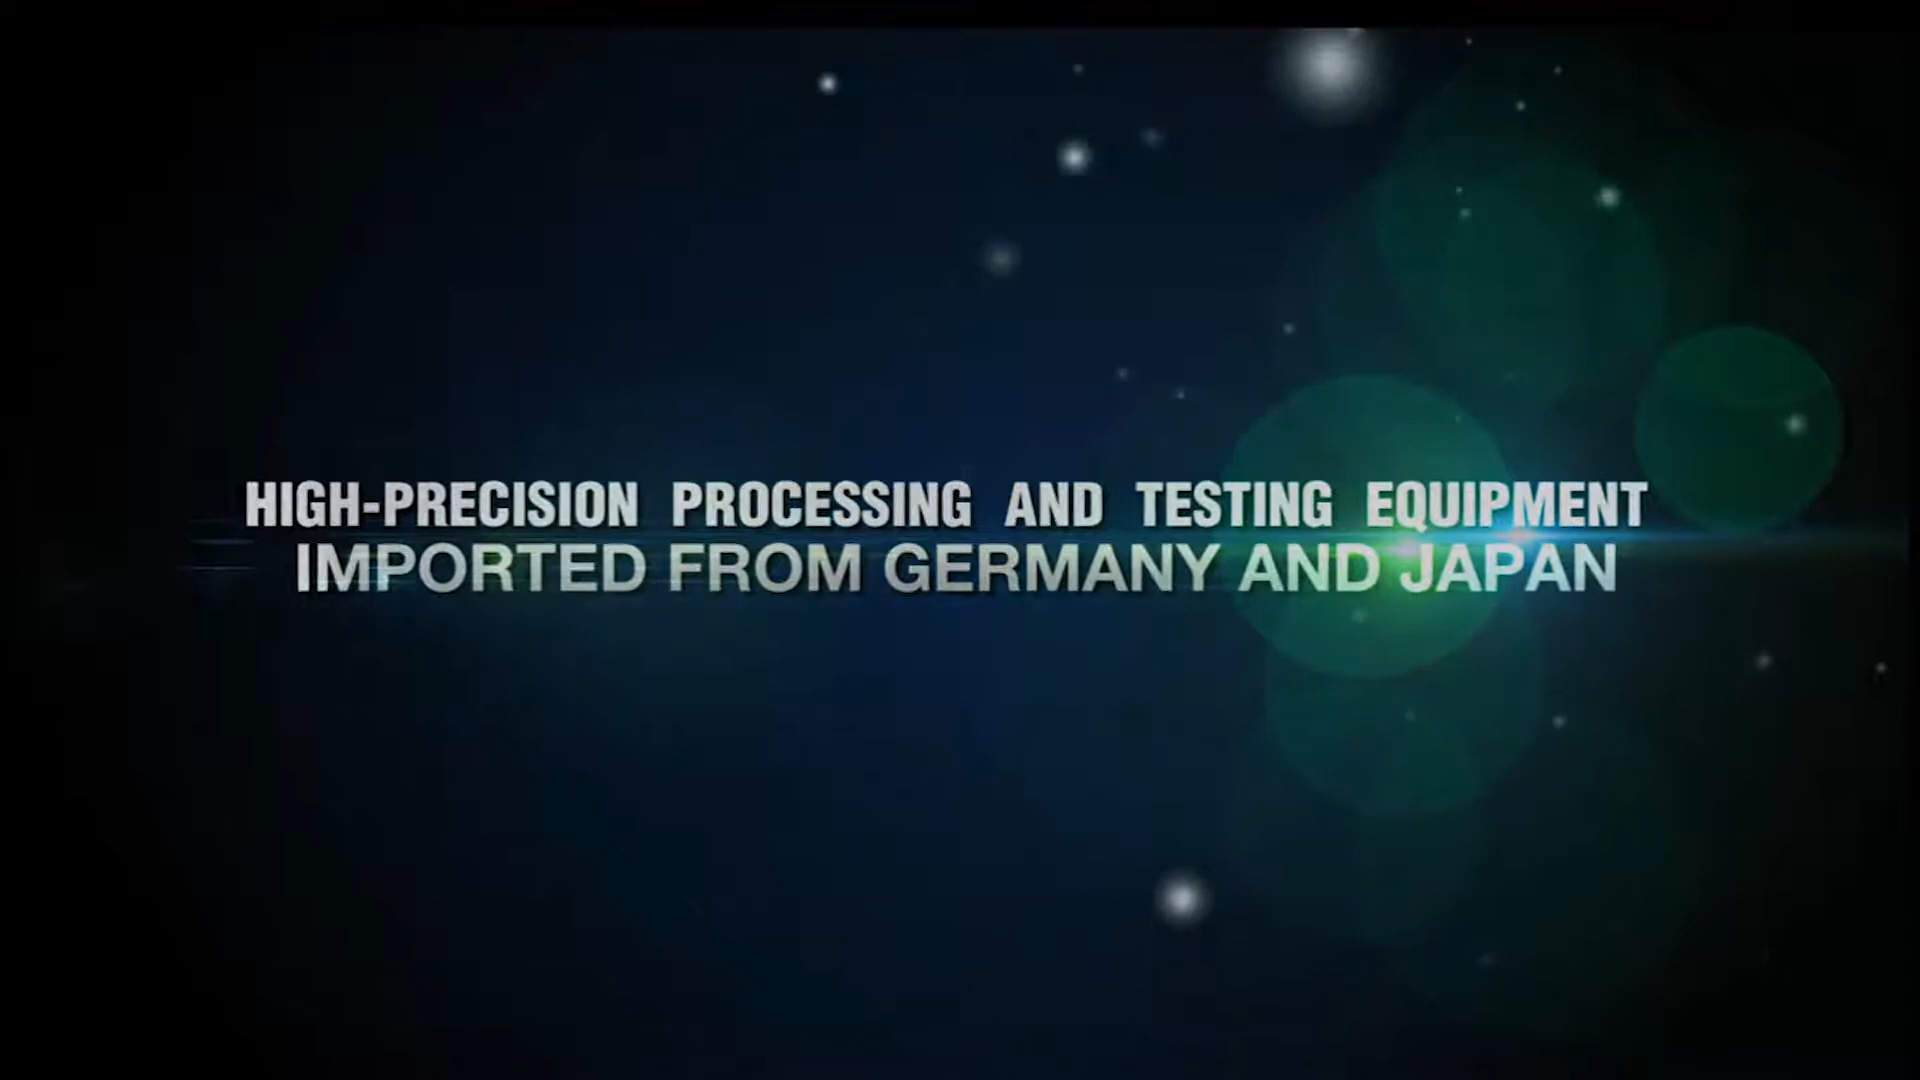 HIGH-PRECISION PROCESSING AND TESTING EQUIPMENT
IMPORTED FROM GERMANY AND JAPAN